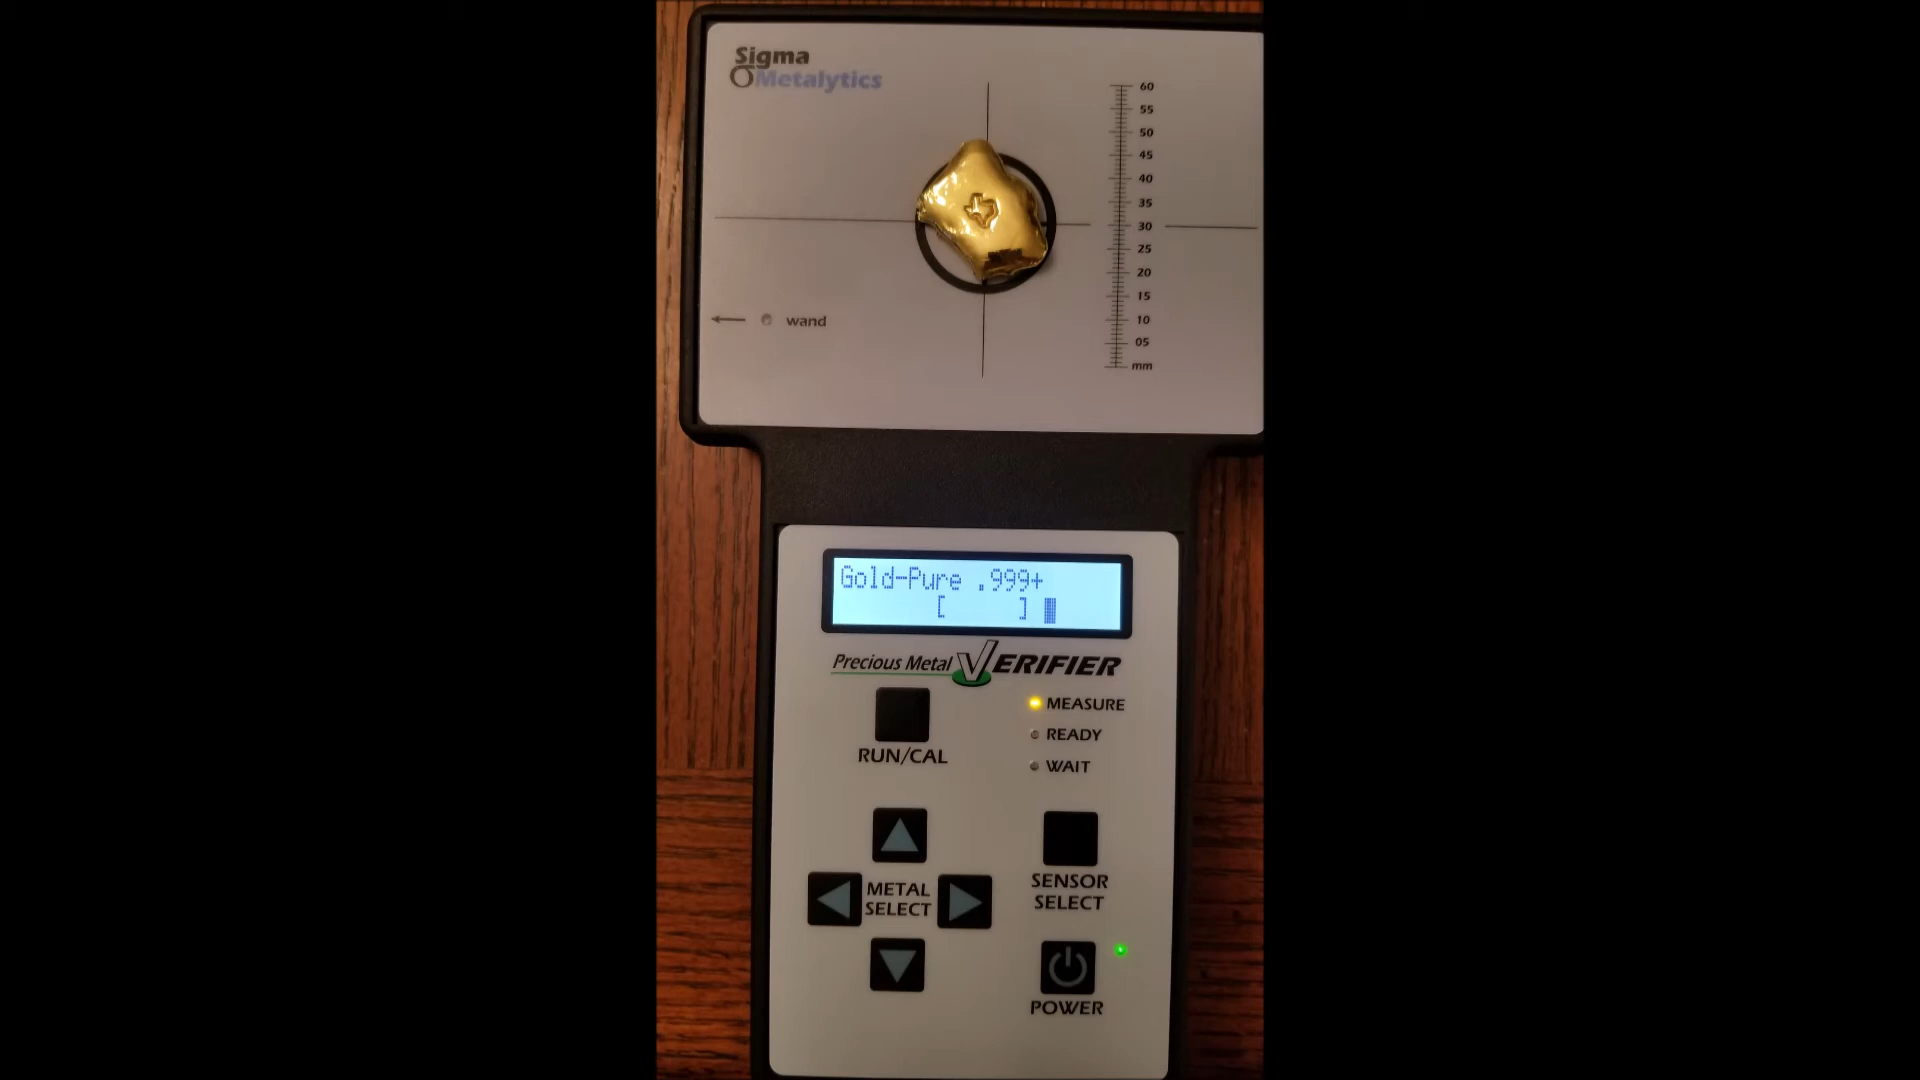 Sigma
Metalytics
60
55
50
45
40
35
30
25
20
15
10
05
mm
wand
Gold-Pure .999+
[ ]
Precious Metal VERIFIER
MEASURE
READY
WAIT
RUN/CAL
METAL
SELECT
SENSOR
SELECT
POWER